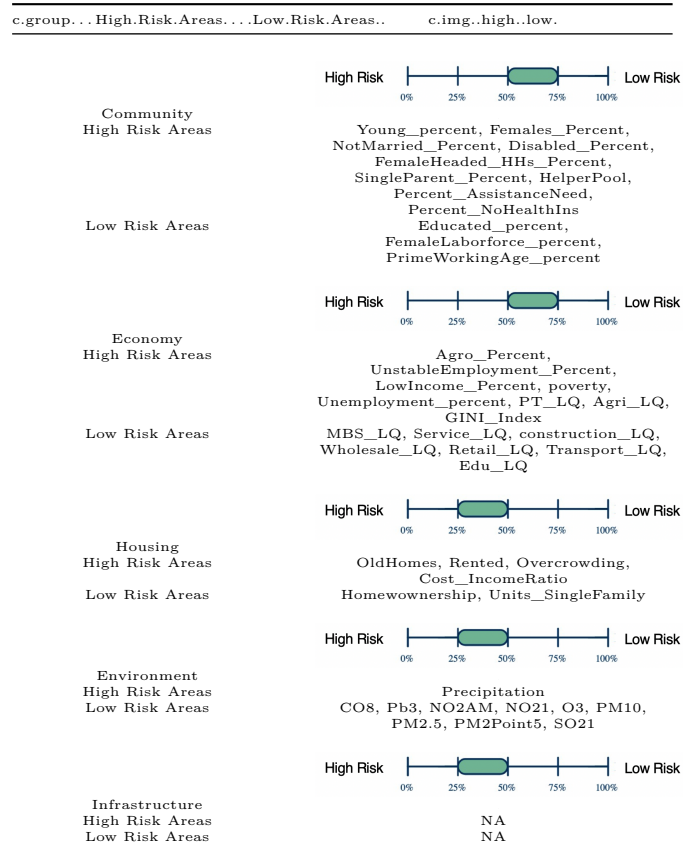 c.group...High.Risk.Areas....Low.Risk.Areas.. c.img..high..low.
High Risk Low Risk
0% 25% 50% 75% 100%
Community
High Risk Areas Young_percent, Females_Percent,
NotMarried_Percent, Disabled_Percent,
FemaleHeaded_HHs_Percent,
SingleParent_Percent, HelperPool,
Percent_AssistanceNeed,
Percent_NoHealthIns
Low Risk Areas Educated_percent,
FemaleLaborforce_percent,
PrimeWorkingAge_percent
High Risk Low Risk
0% 25% 50% 75% 100%
Economy
High Risk Areas Agro_Percent,
UnstableEmployment_Percent,
LowIncome_Percent, poverty,
Unemployment_percent, PT_LQ, Agri_LQ,
GINI_Index
Low Risk Areas MBS_LQ, Service_LQ, construction_LQ,
Wholesale_LQ, Retail_LQ, Transport_LQ,
Edu_LQ
High Risk Low Risk
0% 25% 50% 75% 100%
Housing
High Risk Areas OldHomes, Rented, Overcrowding,
Cost_IncomeRatio
Low Risk Areas Homewownership, Units_SingleFamily
High Risk Low Risk
0% 25% 50% 75% 100%
Environment
High Risk Areas Precipitation
Low Risk Areas CO8, Pb3, NO2AM, NO21, O3, PM10,
PM2.5, PM2Point5, SO21
High Risk Low Risk
0% 25% 50% 75% 100%
Infrastructure
High Risk Areas NA
Low Risk Areas NA